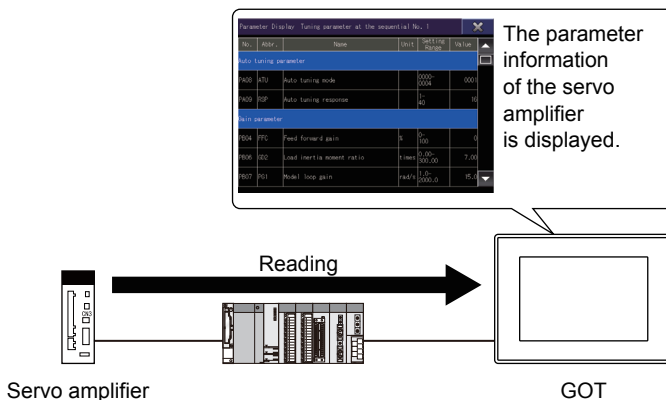 Parameter Display Tuning parameter at the sequential No. 1
No. Abbr. Name Unit Setting Range Value
Auto tuning parameter
PA08 ATU Auto tuning mode 0000-0004 0001
PA09 RSP Auto tuning response 1-40 16
Gain parameter
PB04 FFC Feed forward gain % 0-100 0
PB06 GD2 Load inertia moment ratio times 0.00-300.00 7.00
PB07 PG1 Model loop gain rad/s 1.0-2000.0 15.0
The parameter
information
of the servo
amplifier
is displayed.
Reading
CN3
Servo amplifier
GOT